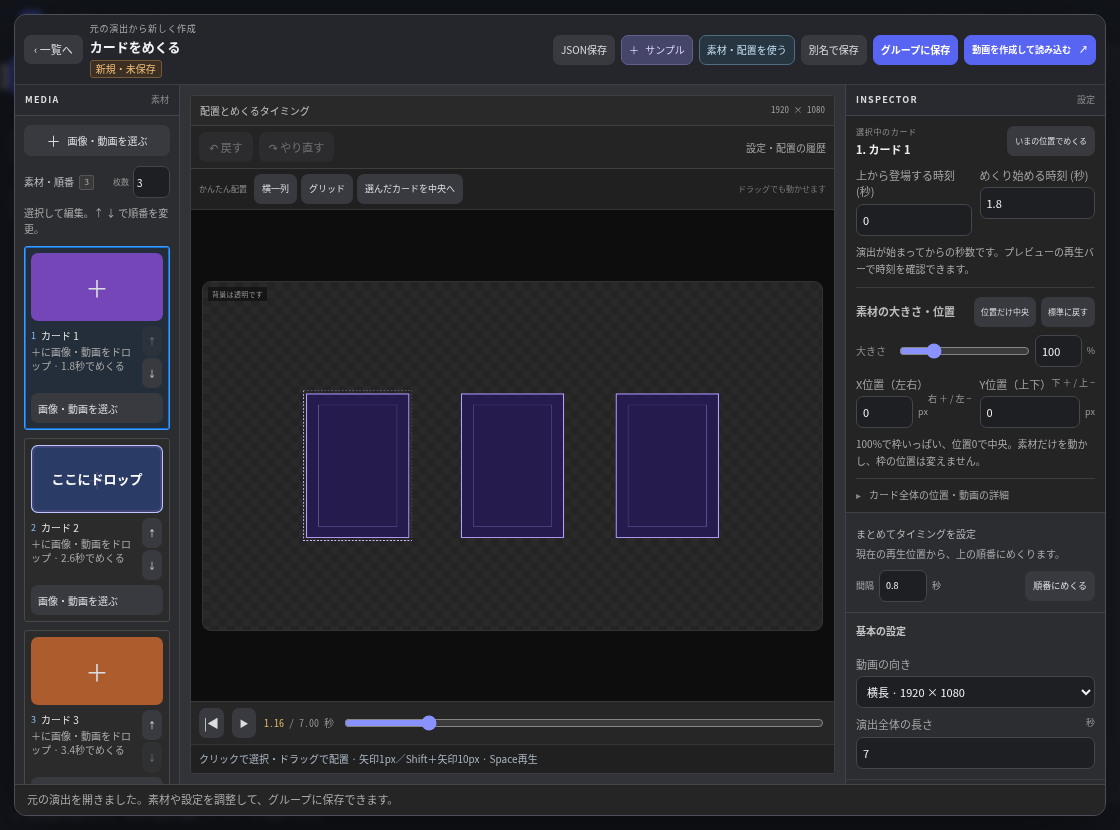 元の演出から新しく作成
‹ 一覧へ
カードをめくる
新規・未保存
JSON保存
＋ サンプル
素材・配置を使う
別名で保存
グループに保存
動画を作成して読み込む ↗
MEDIA
素材
＋ 画像・動画を選ぶ
素材・順番 3
枚数 3
選択して編集。↑ ↓ で順番を変
更。
＋
1 カード 1
↑
＋に画像・動画をドロ
ップ · 1.8秒でめくる
↓
画像・動画を選ぶ
ここにドロップ
2 カード 2
↑
＋に画像・動画をドロ
ップ · 2.6秒でめくる
↓
画像・動画を選ぶ
＋
3 カード 3
↑
＋に画像・動画をドロ
ップ · 3.4秒でめくる
↓
配置とめくるタイミング
1920 × 1080
↶ 戻す
↷ やり直す
設定・配置の履歴
かんたん配置
横一列
グリッド
選んだカードを中央へ
ドラッグでも動かせます
背景は透明です
1.16 / 7.00 秒
クリックで選択・ドラッグで配置 · 矢印1px／Shift＋矢印10px · Space再生
INSPECTOR
設定
選択中のカード
1. カード 1
いまの位置でめくる
上から登場する時刻
(秒)
めくり始める時刻 (秒)
0
1.8
演出が始まってからの秒数です。プレビューの再生バ
ーで時刻を確認できます。
素材の大きさ・位置
位置だけ中央
標準に戻す
大きさ
100
%
X位置（左右）
右 ＋ / 左 −
Y位置（上下）
下 ＋ / 上 −
0
px
0
px
100%で枠いっぱい、位置0で中央。素材だけを動か
し、枠の位置は変えません。
▸ カード全体の位置・動画の詳細
まとめてタイミングを設定
現在の再生位置から、上の順番にめくります。
間隔 0.8 秒
順番にめくる
基本の設定
動画の向き
横長 · 1920 × 1080
演出全体の長さ
秒
7
元の演出を開きました。素材や設定を調整して、グループに保存できます。